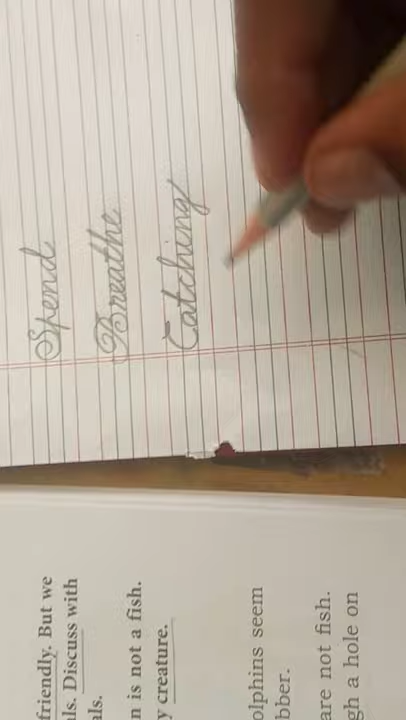 Spend
Breathe
Catching
friendly. But we
ls. Discuss with
ls.
n is not a fish.
y creature.
olphins seem
bber.
are not fish.
gh a hole on